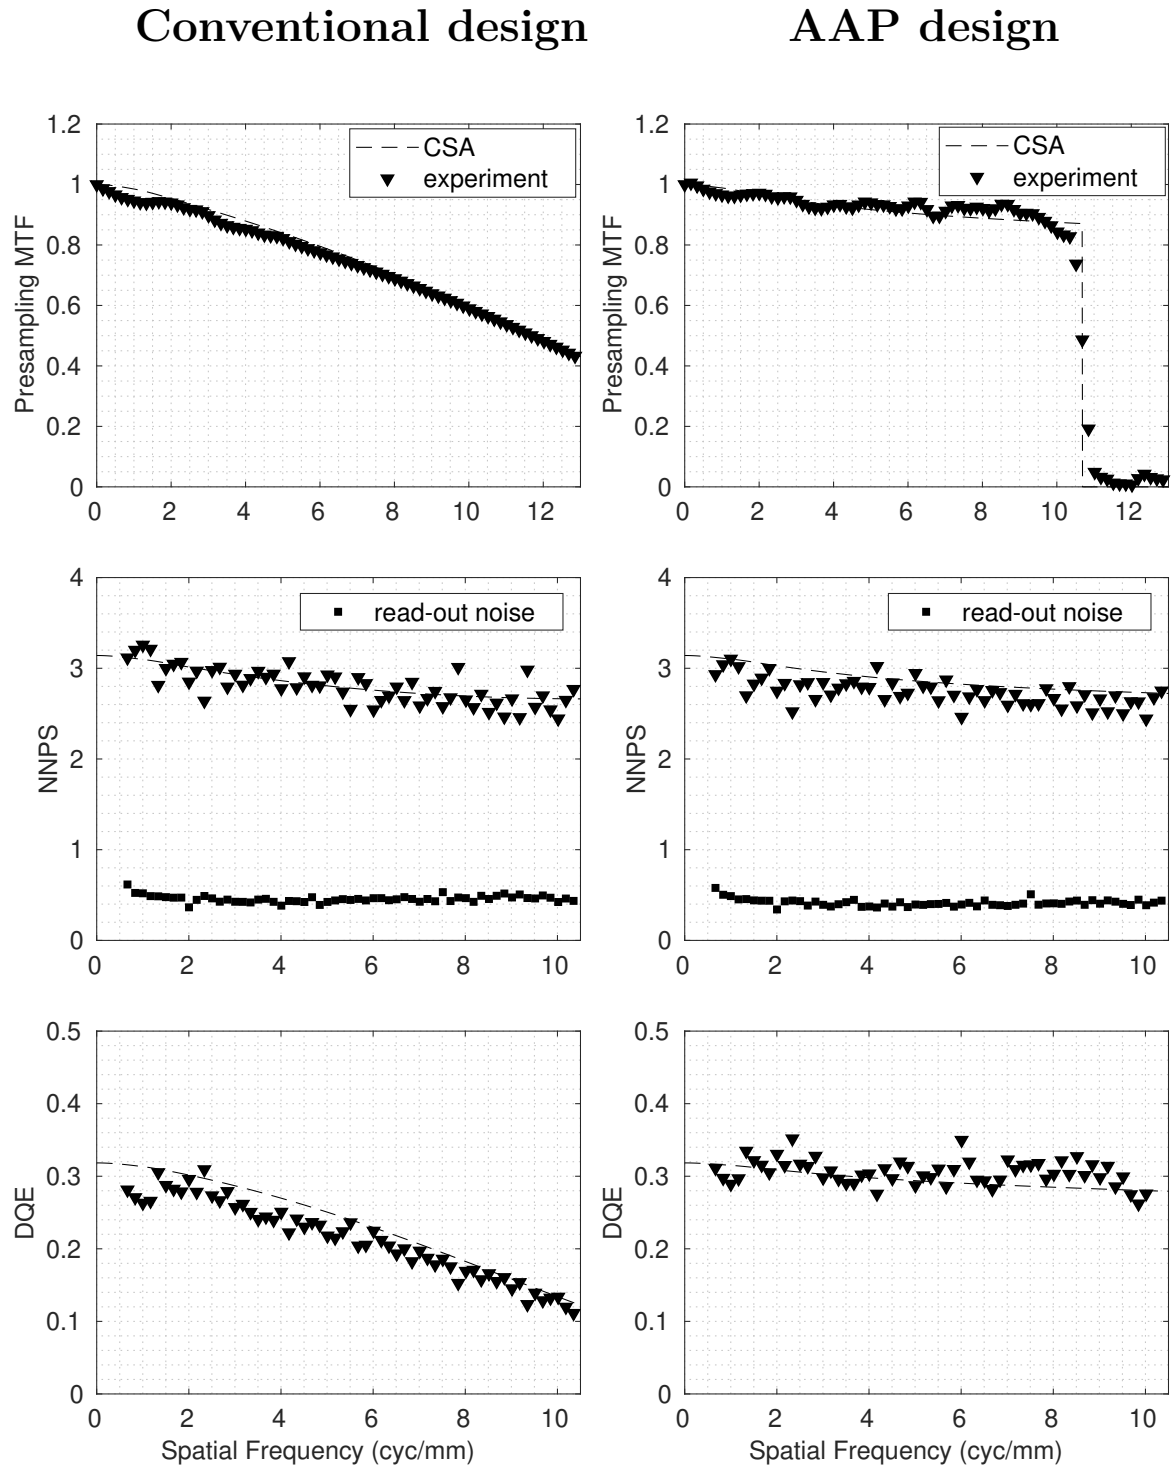 Conventional design
AAP design
1.2
1
0.8
0.6
0.4
0.2
0
Presampling MTF
CSA
experiment
0 2 4 6 8 10 12
1.2
1
0.8
0.6
0.4
0.2
0
Presampling MTF
CSA
experiment
0 2 4 6 8 10 12
4
3
2
1
0
NNPS
read-out noise
0 2 4 6 8 10
4
3
2
1
0
NNPS
read-out noise
0 2 4 6 8 10
0.5
0.4
0.3
0.2
0.1
0
DQE
0 2 4 6 8 10
Spatial Frequency (cyc/mm)
0.5
0.4
0.3
0.2
0.1
0
DQE
0 2 4 6 8 10
Spatial Frequency (cyc/mm)